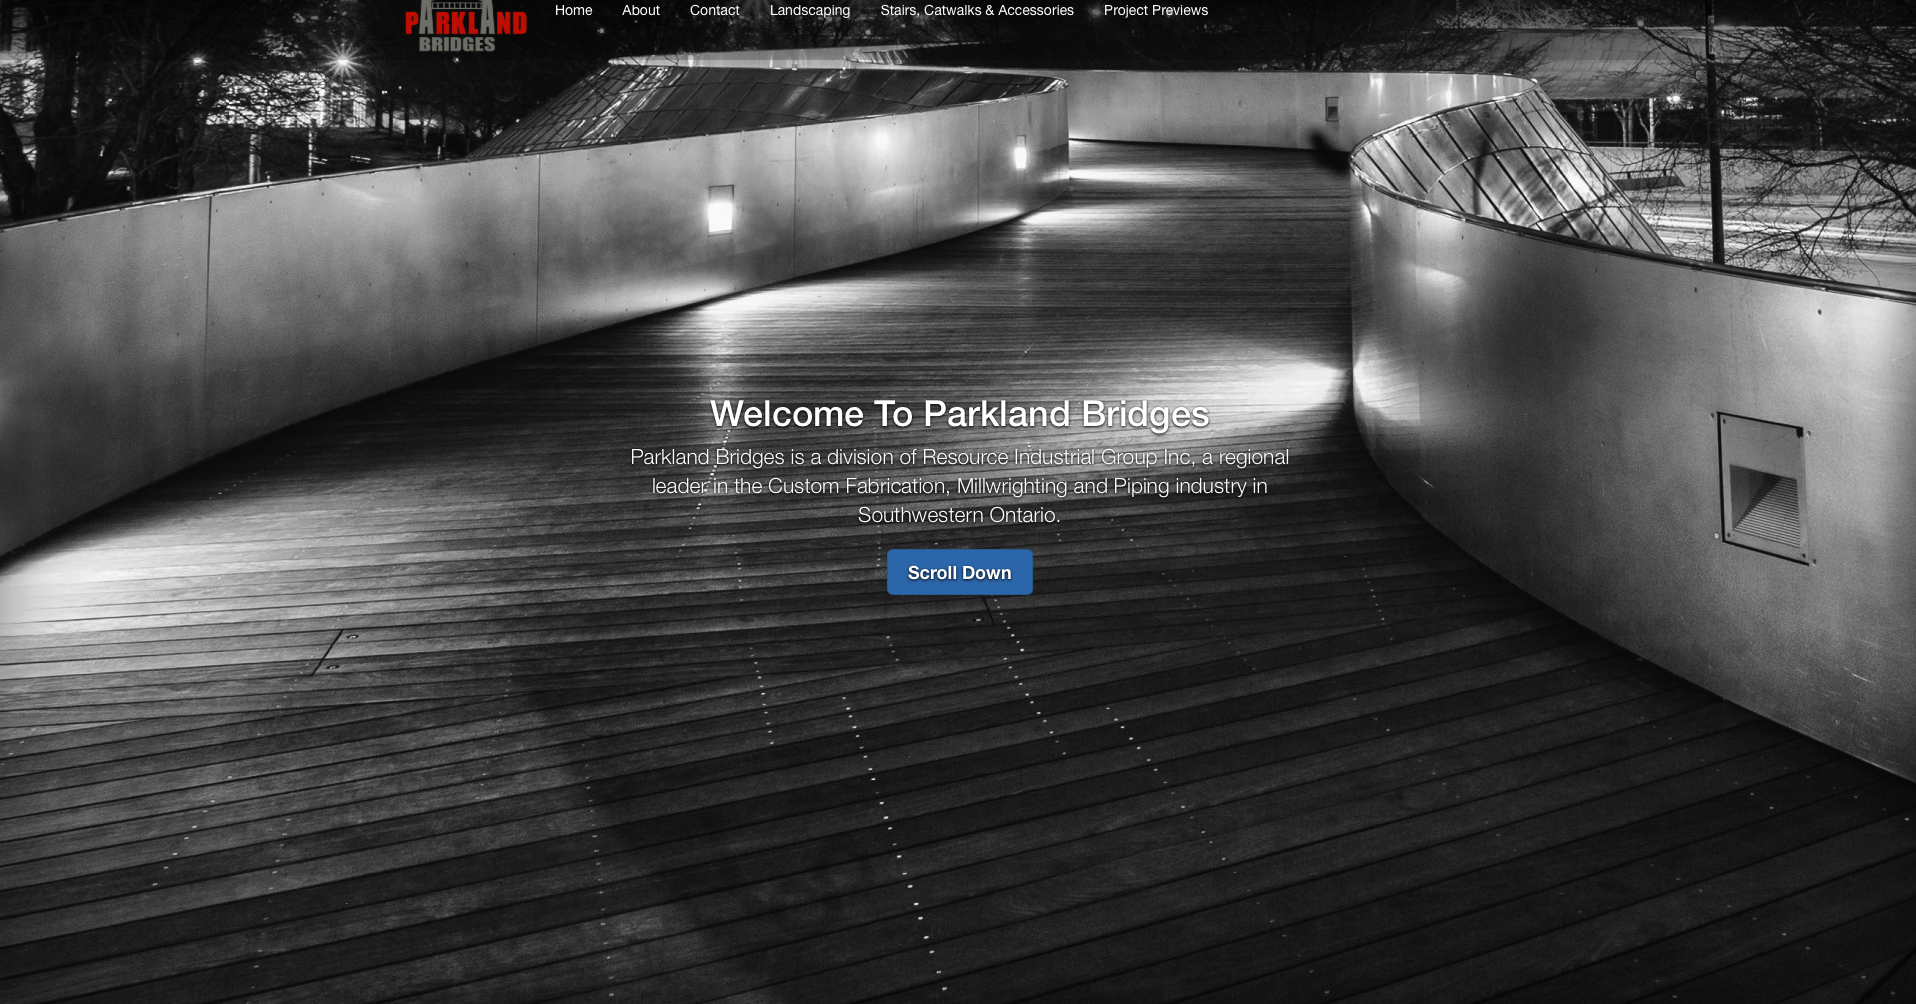 PARKLAND
BRIDGES
Home About Contact Landscaping Stairs, Catwalks & Accessories Project Previews
Welcome To Parkland Bridges
Parkland Bridges is a division of Resource Industrial Group Inc, a regional
leader in the Custom Fabrication, Millwrighting and Piping industry in
Southwestern Ontario.
Scroll Down